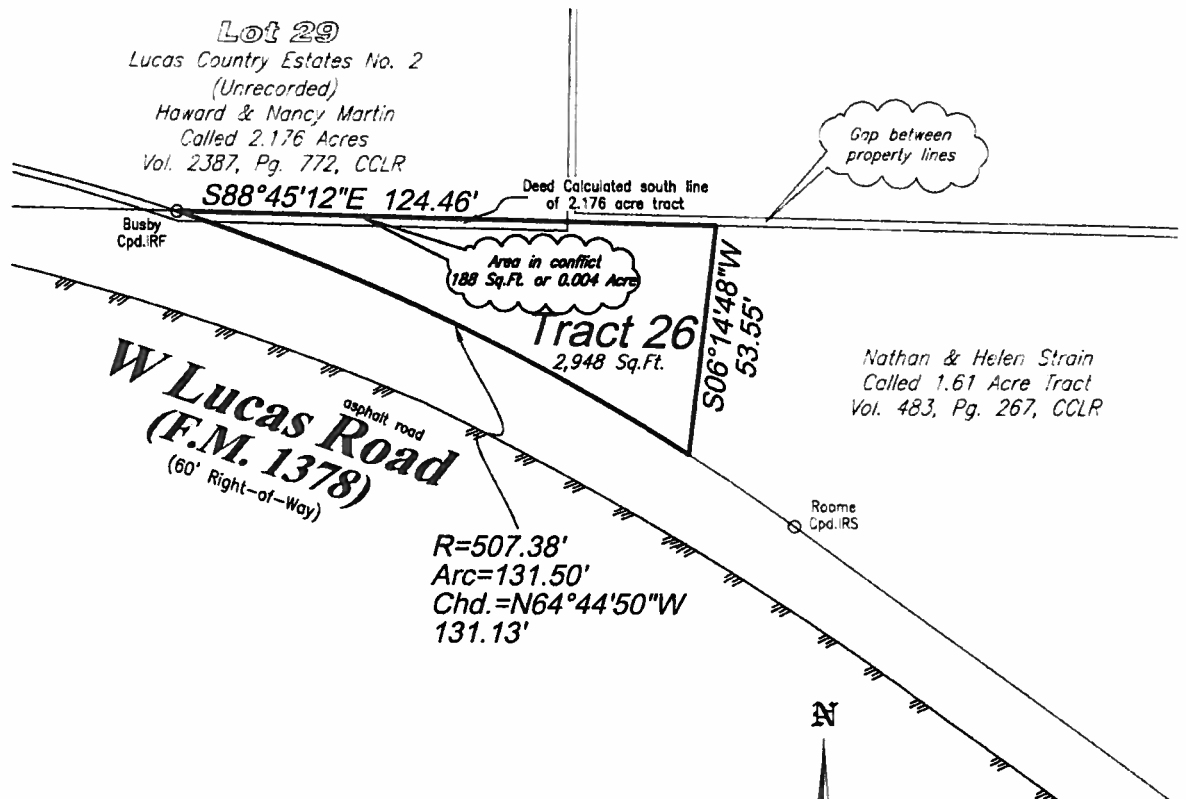 Lot 29
Lucas Country Estates No. 2
(Unrecorded)
Howard & Nancy Martin
Called 2.176 Acres
Vol. 2387, Pg. 772, CCLR
Gap between
property lines
S88°45'12"E 124.46'
Deed Calculated south line
of 2.176 acre tract
Busby
Cpd.IRF
Area in conflict
188 Sq.Ft. or 0.004 Acre
Tract 26
2,948 Sq.Ft.
S06°14'48"W
53.55'
Nathan & Helen Strain
Called 1.61 Acre Tract
Vol. 483, Pg. 267, CCLR
W Lucas Road
asphalt road
(F.M. 1378)
(60' Right-of-Way)
Roome
Cpd.IRS
R=507.38'
Arc=131.50'
Chd.=N64°44'50"W
131.13'
N